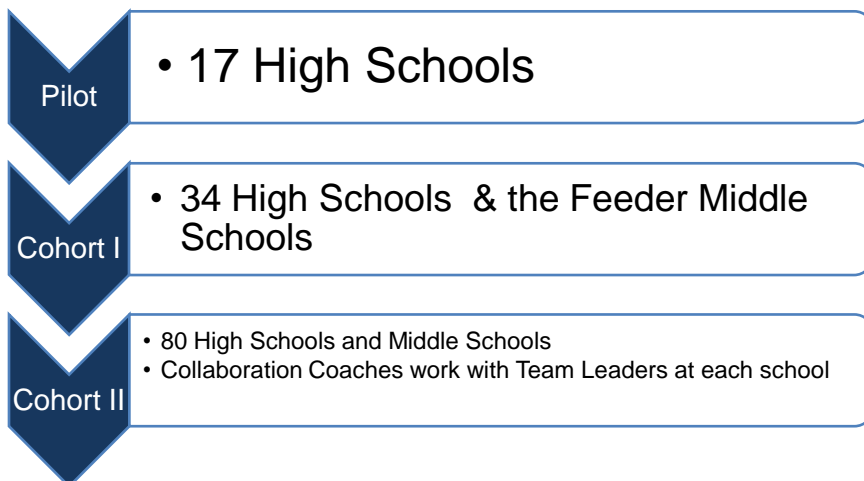 Pilot
• 17 High Schools
Cohort I
• 34 High Schools & the Feeder Middle
Schools
Cohort II
• 80 High Schools and Middle Schools
• Collaboration Coaches work with Team Leaders at each school